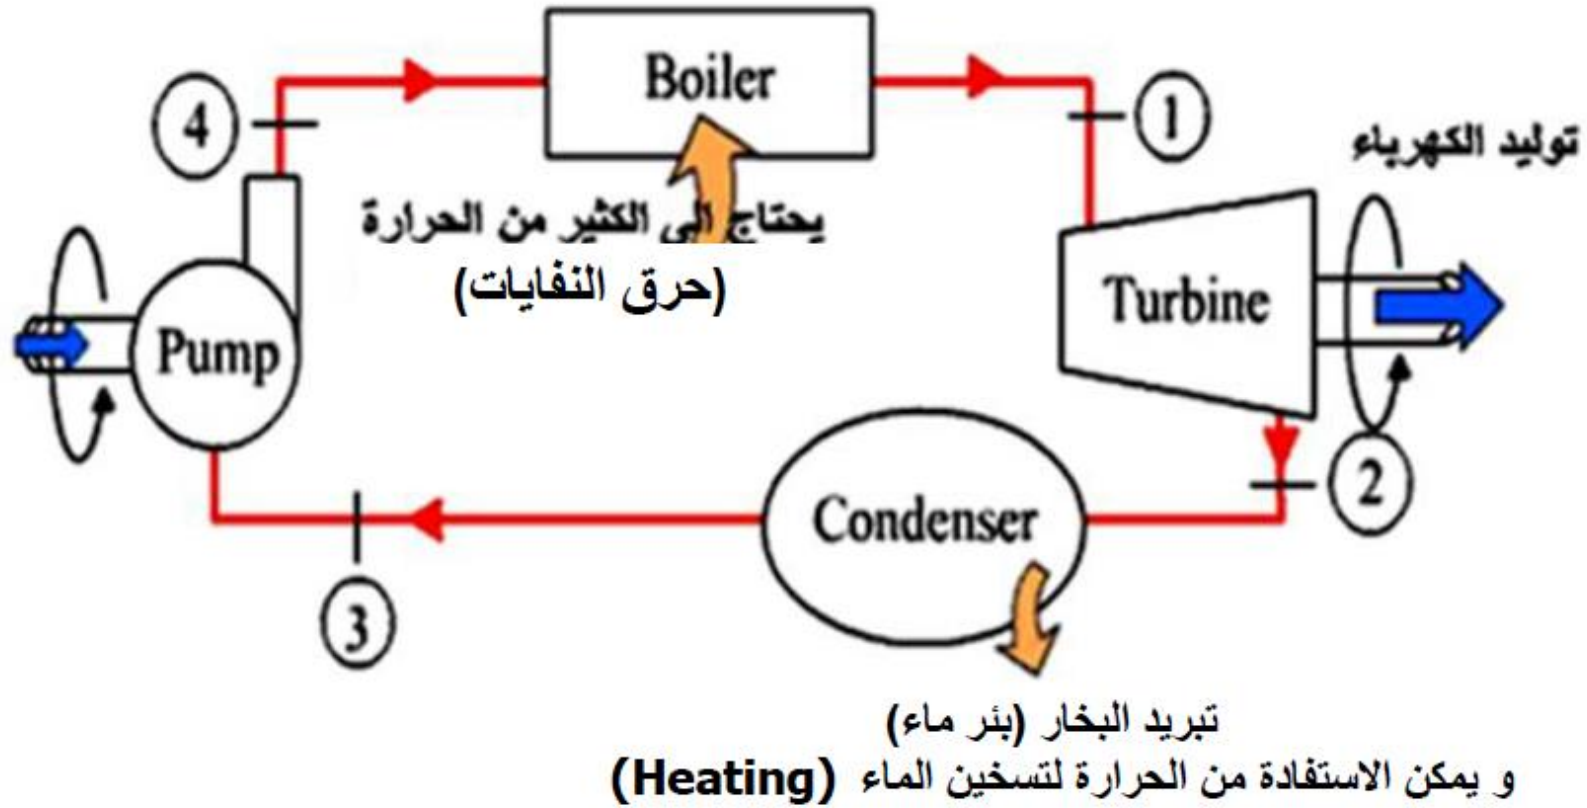 Boiler
4
1
توليد الكهرباء
يحتاج الى الكثير من الحرارة
(حرق النفايات)
Turbine
Pump
2
Condenser
3
تبريد البخار (بئر ماء)
و يمكن الاستفادة من الحرارة لتسخين الماء (Heating)